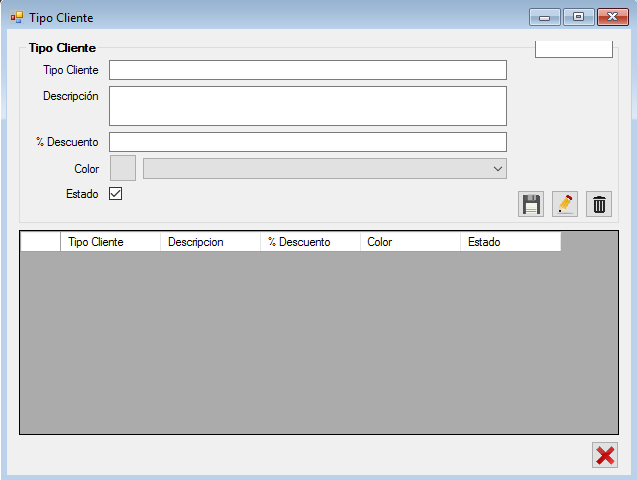 Tipo Cliente
Tipo Cliente
Tipo Cliente
Descripción
% Descuento
Color
Estado
Tipo Cliente Descripcion % Descuento Color Estado